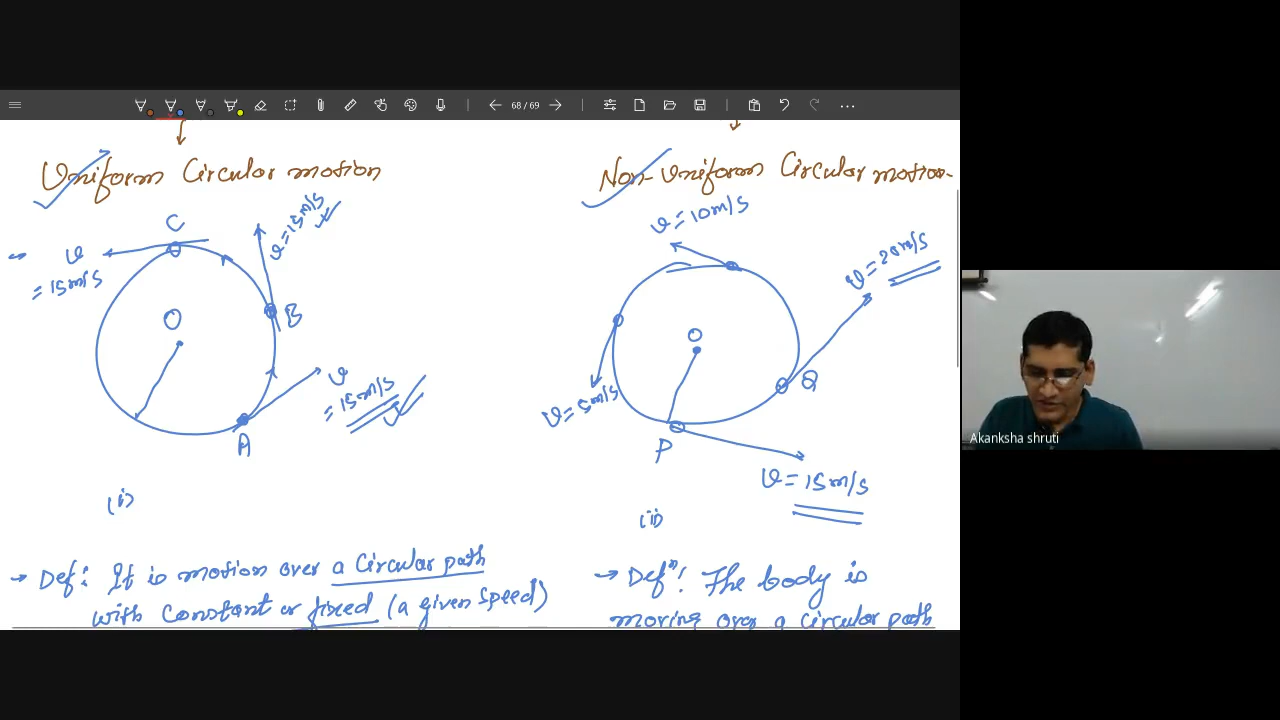 68 / 69
Uniform Circular motion
Non-Uniform Circular motion-
C
v = 15m/s
v = 10m/s
v
= 15m/s
v = 20m/s
O
B
O
v
= 15m/s
Q
v = 5m/s
A
P
v = 15m/s
(i)
(ii)
Akanksha shruti
→ Def: It is motion over a Circular path
with Constant or fixed (a given speed)
→ Defⁿ! The body is
moving over a circular path